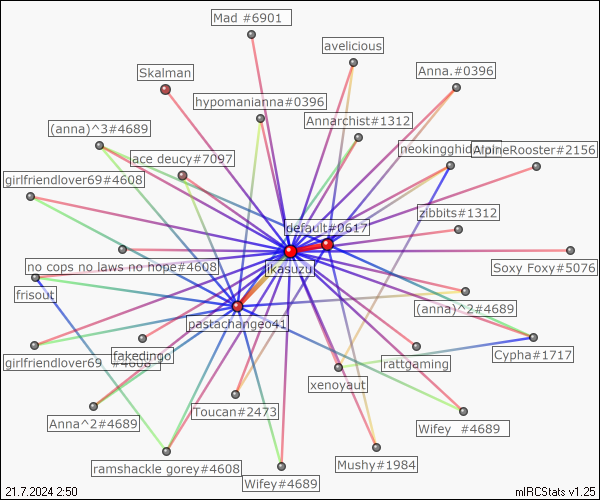 Mad #6901
avelicious
Skalman
Anna.#0396
hypomanianna#0396
Annarchist#1312
(anna)^3#4689
neokingghid
AlpineRooster#2156
ace deucy#7097
girlfriendlover69#4608
zibbits#1312
default#0617
no cops no laws no hope#4608
ikasuzu
Soxy Foxy#5076
frisout
(anna)^2#4689
pastachange041
fakedingo
girlfriendlover69 #4608
rattgaming
Cypha#1717
xenoyaut
Toucan#2473
Anna^2#4689
Wifey #4689
ramshackle gorey#4608
Mushy#1984
Wifey#4689
21.7.2024 2:50
mIRCStats v1.25